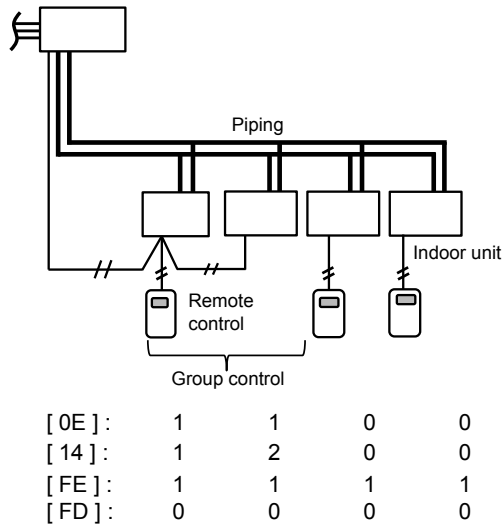 Piping
Indoor unit
Remote
control
Group control
[ 0E ] : 1 1 0 0
[ 14 ] : 1 2 0 0
[ FE ] : 1 1 1 1
[ FD ] : 0 0 0 0